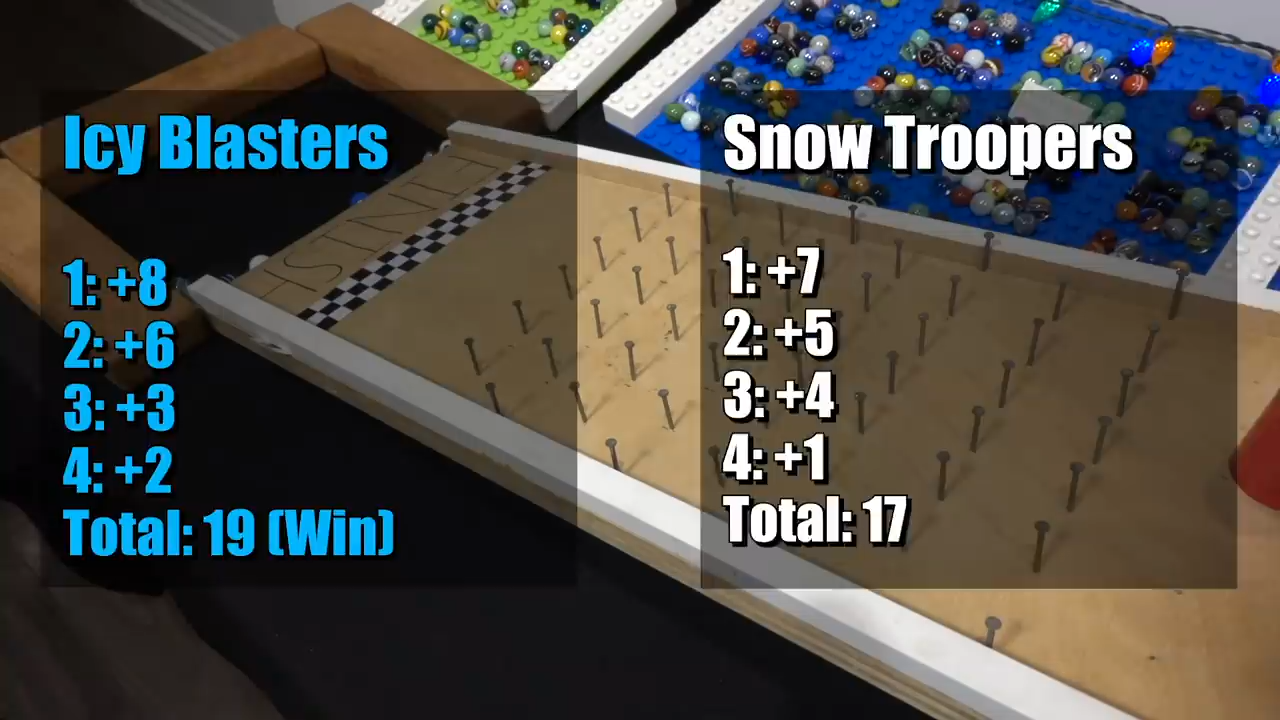 Icy Blasters
1: +8
2: +6
3: +3
4: +2
Total: 19 (Win)
Snow Troopers
1: +7
2: +5
3: +4
4: +1
Total: 17